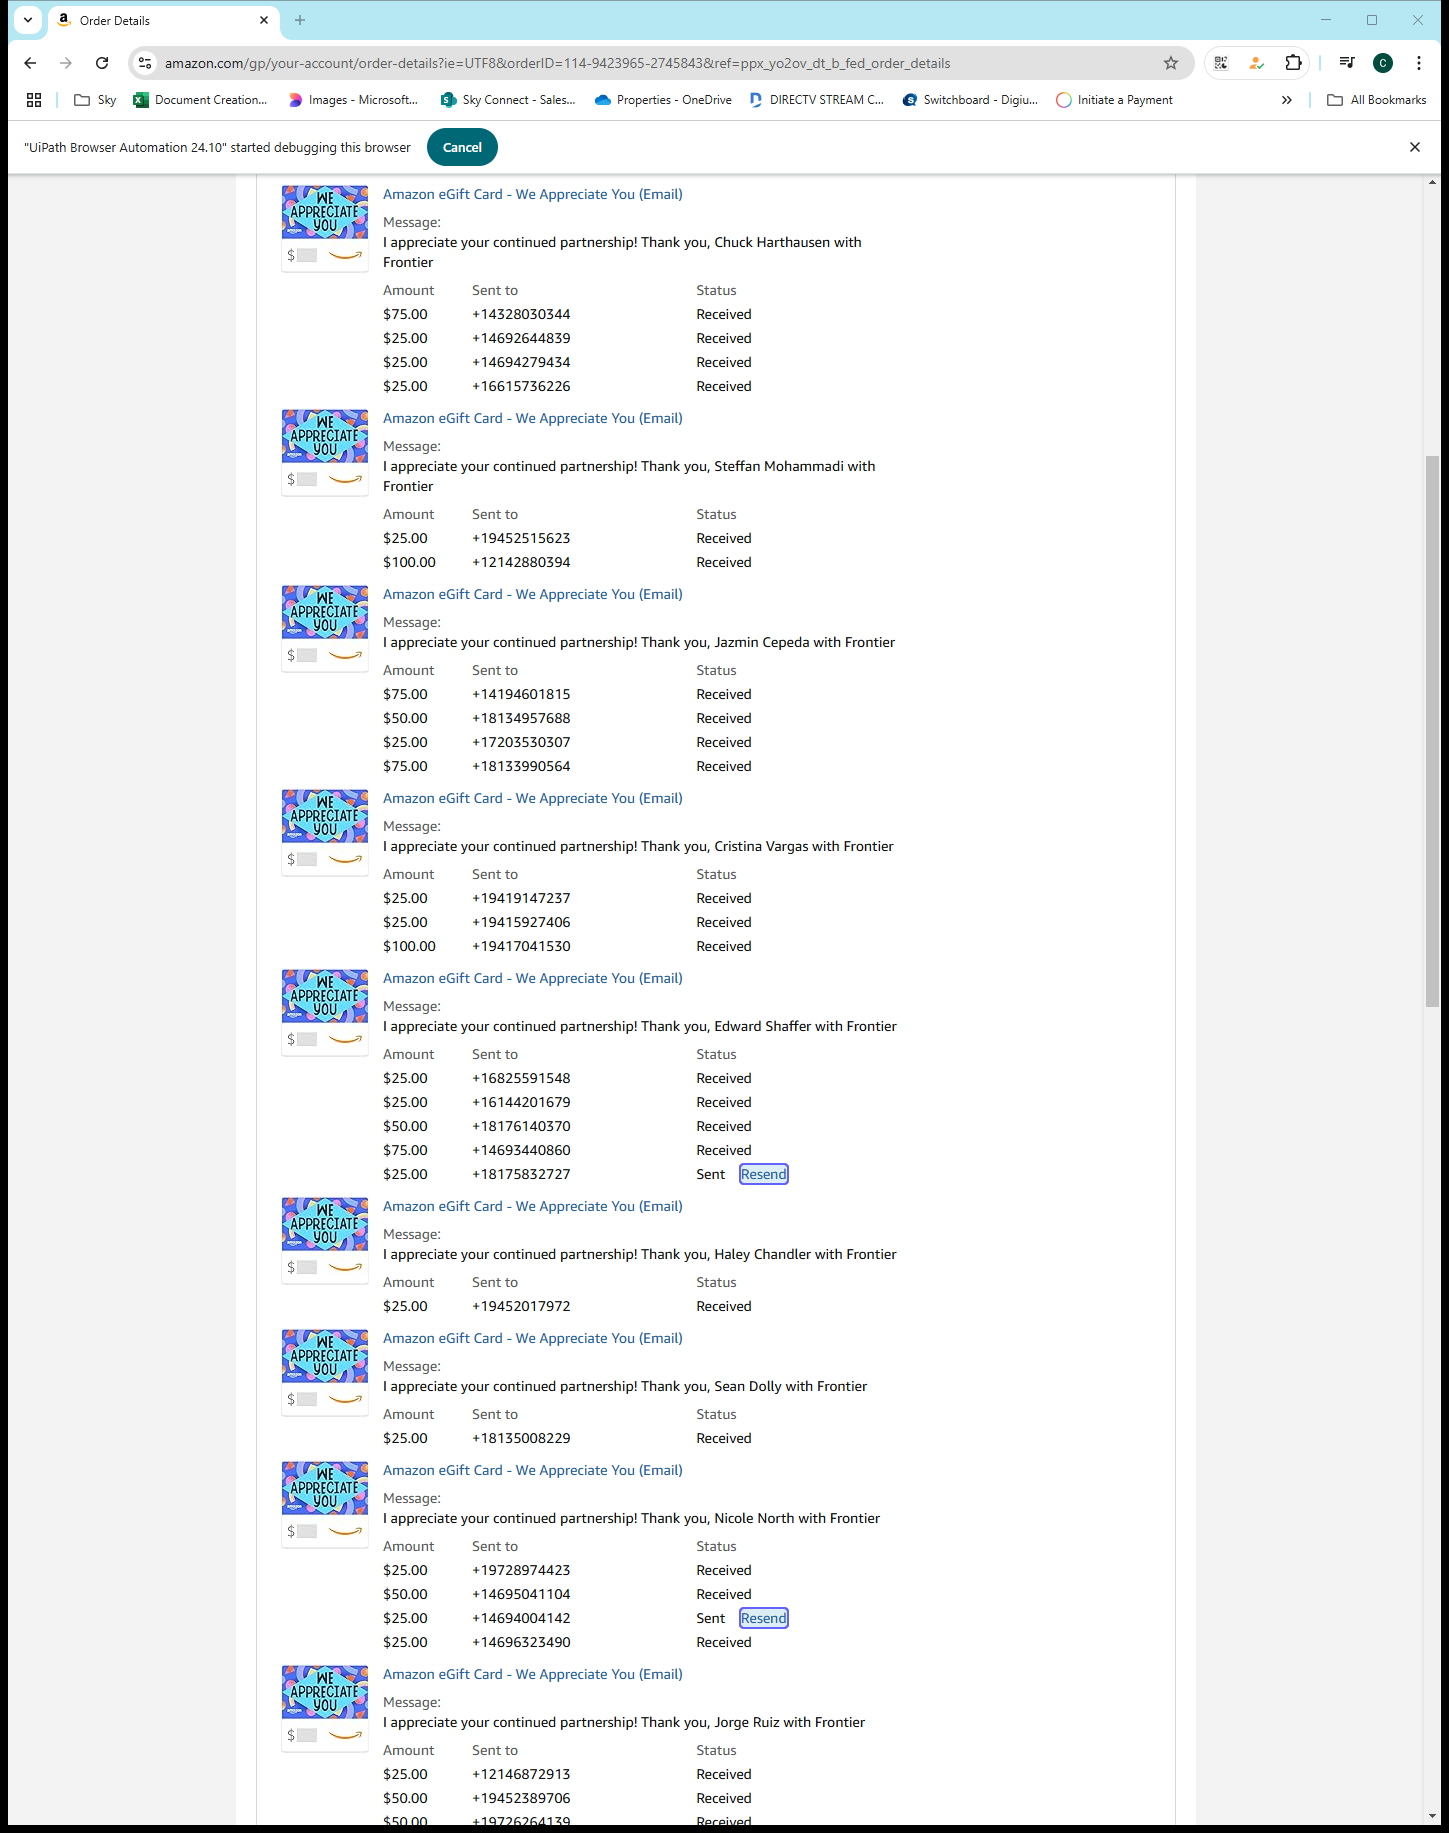 Order Details
amazon.com/gp/your-account/order-details?ie=UTF8&orderID=114-9423965-2745843&ref=ppx_yo2ov_dt_b_fed_order_details
C
Sky Document Creation... Images - Microsoft... Sky Connect - Sales... Properties - OneDrive DIRECTV STREAM C... Switchboard - Digiu... Initiate a Payment » All Bookmarks
"UiPath Browser Automation 24.10" started debugging this browser Cancel
WE APPRECIATE YOU
$
Amazon eGift Card - We Appreciate You (Email)
Message:
I appreciate your continued partnership! Thank you, Chuck Harthausen with
Frontier
Amount Sent to Status
$75.00 +14328030344 Received
$25.00 +14692644839 Received
$25.00 +14694279434 Received
$25.00 +16615736226 Received
WE APPRECIATE YOU
$
Amazon eGift Card - We Appreciate You (Email)
Message:
I appreciate your continued partnership! Thank you, Steffan Mohammadi with
Frontier
Amount Sent to Status
$25.00 +19452515623 Received
$100.00 +12142880394 Received
WE APPRECIATE YOU
$
Amazon eGift Card - We Appreciate You (Email)
Message:
I appreciate your continued partnership! Thank you, Jazmin Cepeda with Frontier
Amount Sent to Status
$75.00 +14194601815 Received
$50.00 +18134957688 Received
$25.00 +17203530307 Received
$75.00 +18133990564 Received
WE APPRECIATE YOU
$
Amazon eGift Card - We Appreciate You (Email)
Message:
I appreciate your continued partnership! Thank you, Cristina Vargas with Frontier
Amount Sent to Status
$25.00 +19419147237 Received
$25.00 +19415927406 Received
$100.00 +19417041530 Received
WE APPRECIATE YOU
$
Amazon eGift Card - We Appreciate You (Email)
Message:
I appreciate your continued partnership! Thank you, Edward Shaffer with Frontier
Amount Sent to Status
$25.00 +16825591548 Received
$25.00 +16144201679 Received
$50.00 +18176140370 Received
$75.00 +14693440860 Received
$25.00 +18175832727 Sent Resend
WE APPRECIATE YOU
$
Amazon eGift Card - We Appreciate You (Email)
Message:
I appreciate your continued partnership! Thank you, Haley Chandler with Frontier
Amount Sent to Status
$25.00 +19452017972 Received
WE APPRECIATE YOU
$
Amazon eGift Card - We Appreciate You (Email)
Message:
I appreciate your continued partnership! Thank you, Sean Dolly with Frontier
Amount Sent to Status
$25.00 +18135008229 Received
WE APPRECIATE YOU
$
Amazon eGift Card - We Appreciate You (Email)
Message:
I appreciate your continued partnership! Thank you, Nicole North with Frontier
Amount Sent to Status
$25.00 +19728974423 Received
$50.00 +14695041104 Received
$25.00 +14694004142 Sent Resend
$25.00 +14696323490 Received
WE APPRECIATE YOU
$
Amazon eGift Card - We Appreciate You (Email)
Message:
I appreciate your continued partnership! Thank you, Jorge Ruiz with Frontier
Amount Sent to Status
$25.00 +12146872913 Received
$50.00 +19452389706 Received
$50.00 +19726264139 Received